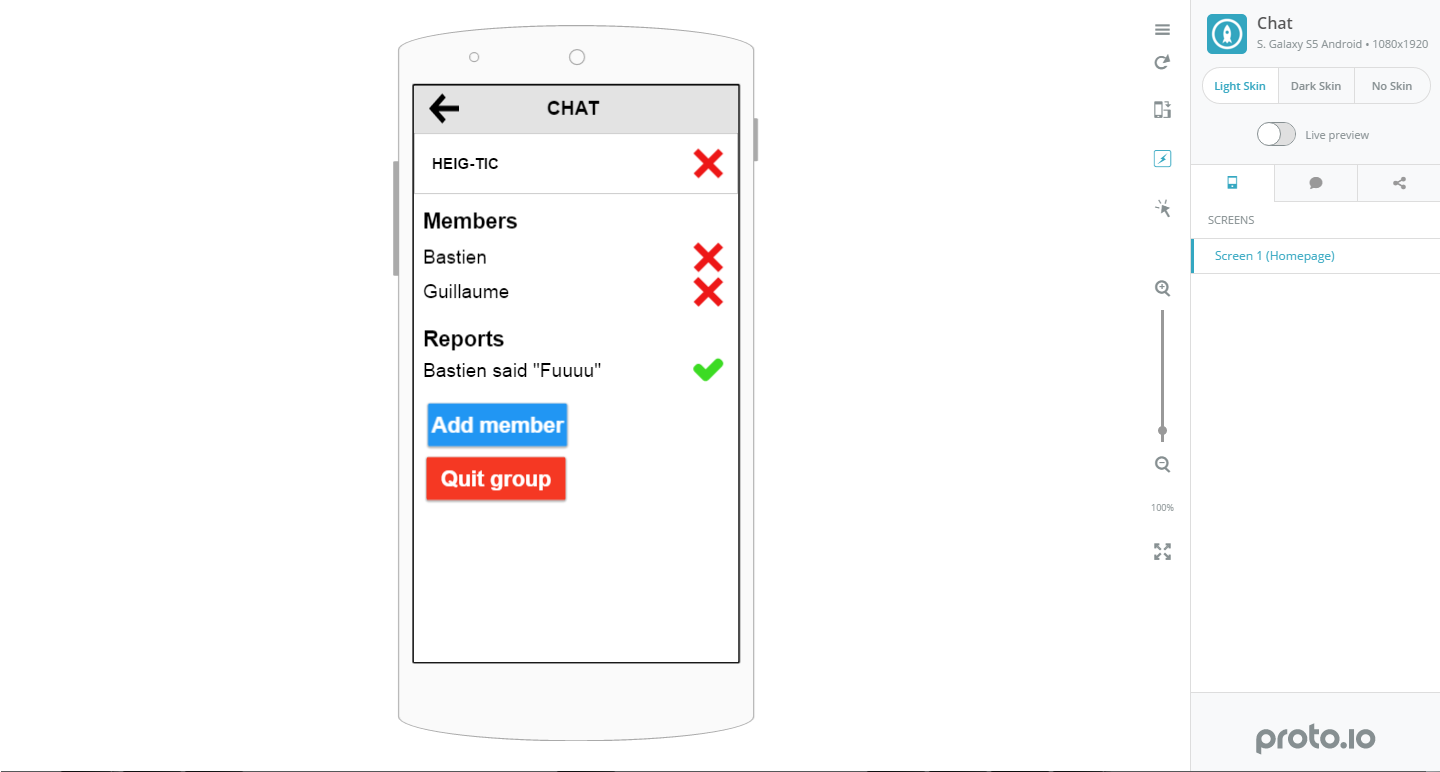 CHAT
HEIG-TIC
Members
Bastien
Guillaume
Reports
Bastien said "Fuuuu"
Add member
Quit group
100%
Chat
S. Galaxy S5 Android • 1080x1920
Light Skin
Dark Skin
No Skin
Live preview
SCREENS
Screen 1 (Homepage)
proto.io